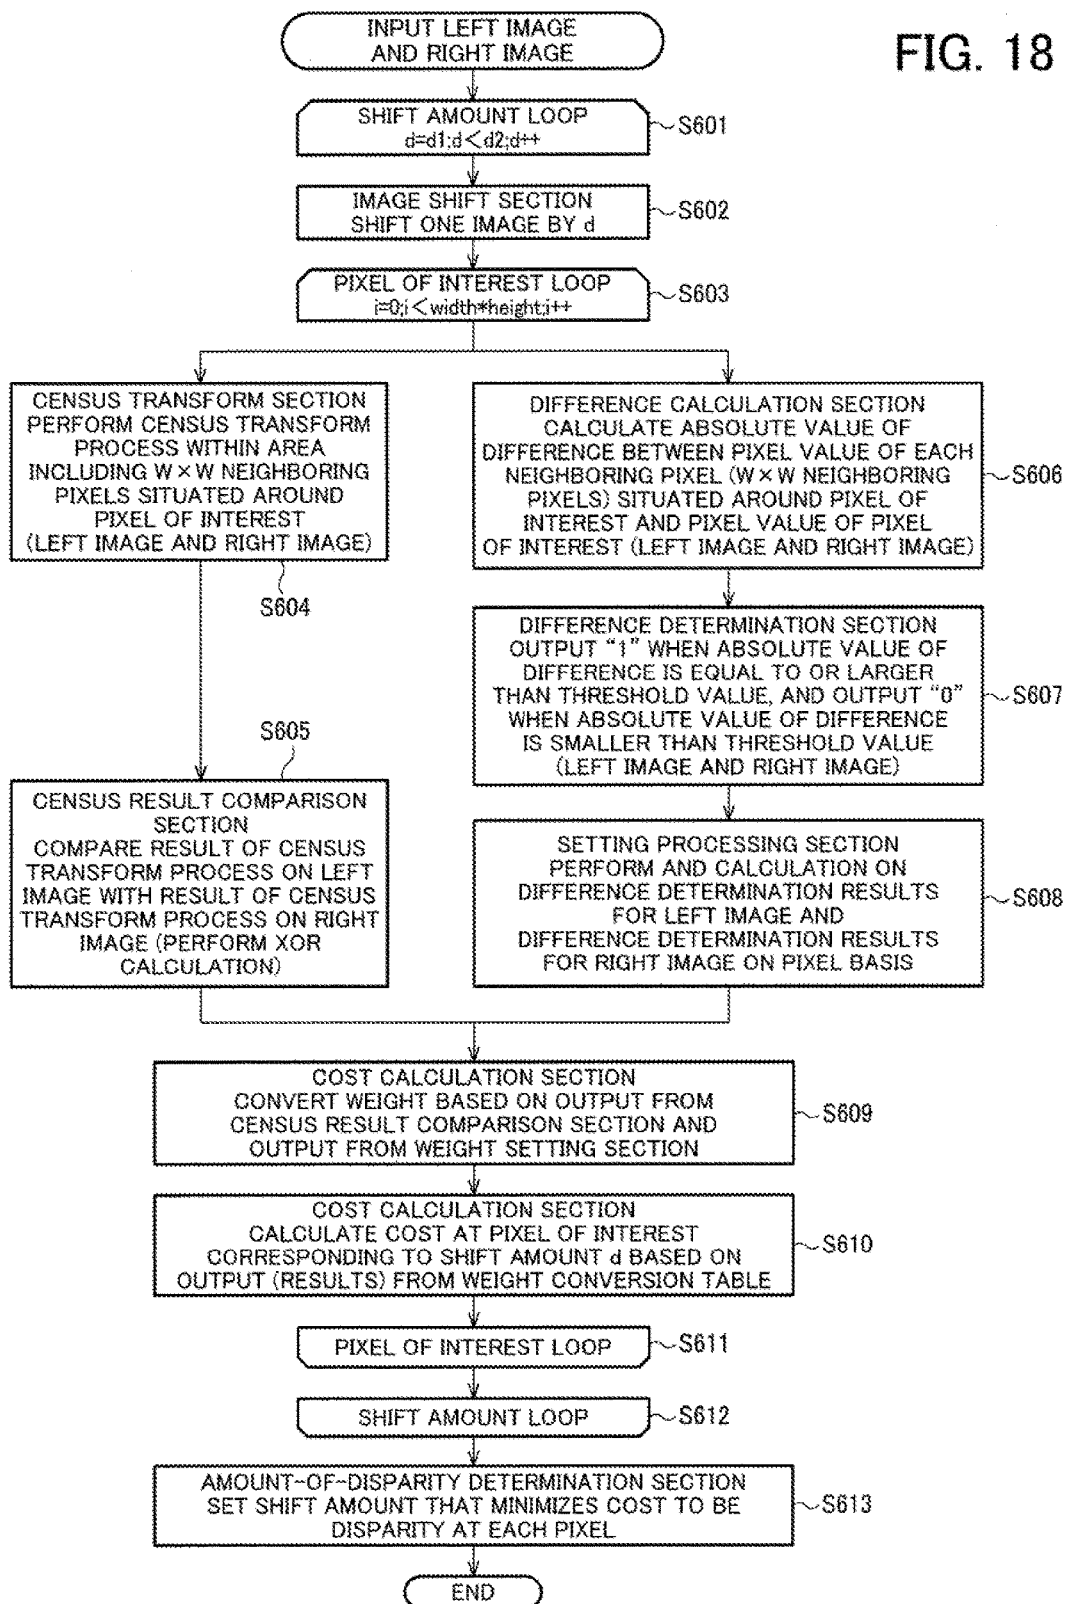 FIG. 18
INPUT LEFT IMAGE
AND RIGHT IMAGE
SHIFT AMOUNT LOOP
d=d1;d<d2;d++
S601
IMAGE SHIFT SECTION
SHIFT ONE IMAGE BY d
S602
PIXEL OF INTEREST LOOP
i=0;i<width*height;i++
S603
CENSUS TRANSFORM SECTION
PERFORM CENSUS TRANSFORM
PROCESS WITHIN AREA
INCLUDING W×W NEIGHBORING
PIXELS SITUATED AROUND
PIXEL OF INTEREST
(LEFT IMAGE AND RIGHT IMAGE)
S604
S605
CENSUS RESULT COMPARISON
SECTION
COMPARE RESULT OF CENSUS
TRANSFORM PROCESS ON LEFT
IMAGE WITH RESULT OF CENSUS
TRANSFORM PROCESS ON RIGHT
IMAGE (PERFORM XOR
CALCULATION)
DIFFERENCE CALCULATION SECTION
CALCULATE ABSOLUTE VALUE OF
DIFFERENCE BETWEEN PIXEL VALUE OF EACH
NEIGHBORING PIXEL (W×W NEIGHBORING
PIXELS) SITUATED AROUND PIXEL OF
INTEREST AND PIXEL VALUE OF PIXEL
OF INTEREST (LEFT IMAGE AND RIGHT IMAGE)
S606
DIFFERENCE DETERMINATION SECTION
OUTPUT "1" WHEN ABSOLUTE VALUE OF
DIFFERENCE IS EQUAL TO OR LARGER
THAN THRESHOLD VALUE, AND OUTPUT "0"
WHEN ABSOLUTE VALUE OF DIFFERENCE
IS SMALLER THAN THRESHOLD VALUE
(LEFT IMAGE AND RIGHT IMAGE)
S607
SETTING PROCESSING SECTION
PERFORM AND CALCULATION ON
DIFFERENCE DETERMINATION RESULTS
FOR LEFT IMAGE AND
DIFFERENCE DETERMINATION RESULTS
FOR RIGHT IMAGE ON PIXEL BASIS
S608
COST CALCULATION SECTION
CONVERT WEIGHT BASED ON OUTPUT FROM
CENSUS RESULT COMPARISON SECTION AND
OUTPUT FROM WEIGHT SETTING SECTION
S609
COST CALCULATION SECTION
CALCULATE COST AT PIXEL OF INTEREST
CORRESPONDING TO SHIFT AMOUNT d BASED ON
OUTPUT (RESULTS) FROM WEIGHT CONVERSION TABLE
S610
PIXEL OF INTEREST LOOP
S611
SHIFT AMOUNT LOOP
S612
AMOUNT-OF-DISPARITY DETERMINATION SECTION
SET SHIFT AMOUNT THAT MINIMIZES COST TO BE
DISPARITY AT EACH PIXEL
S613
END